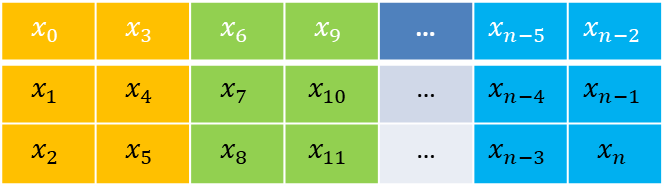 x₀ x₃ x₆ x₉ ... xₙ₋₅ xₙ₋₂
x₁ x₄ x₇ x₁₀ ... xₙ₋₄ xₙ₋₁
x₂ x₅ x₈ x₁₁ ... xₙ₋₃ xₙ